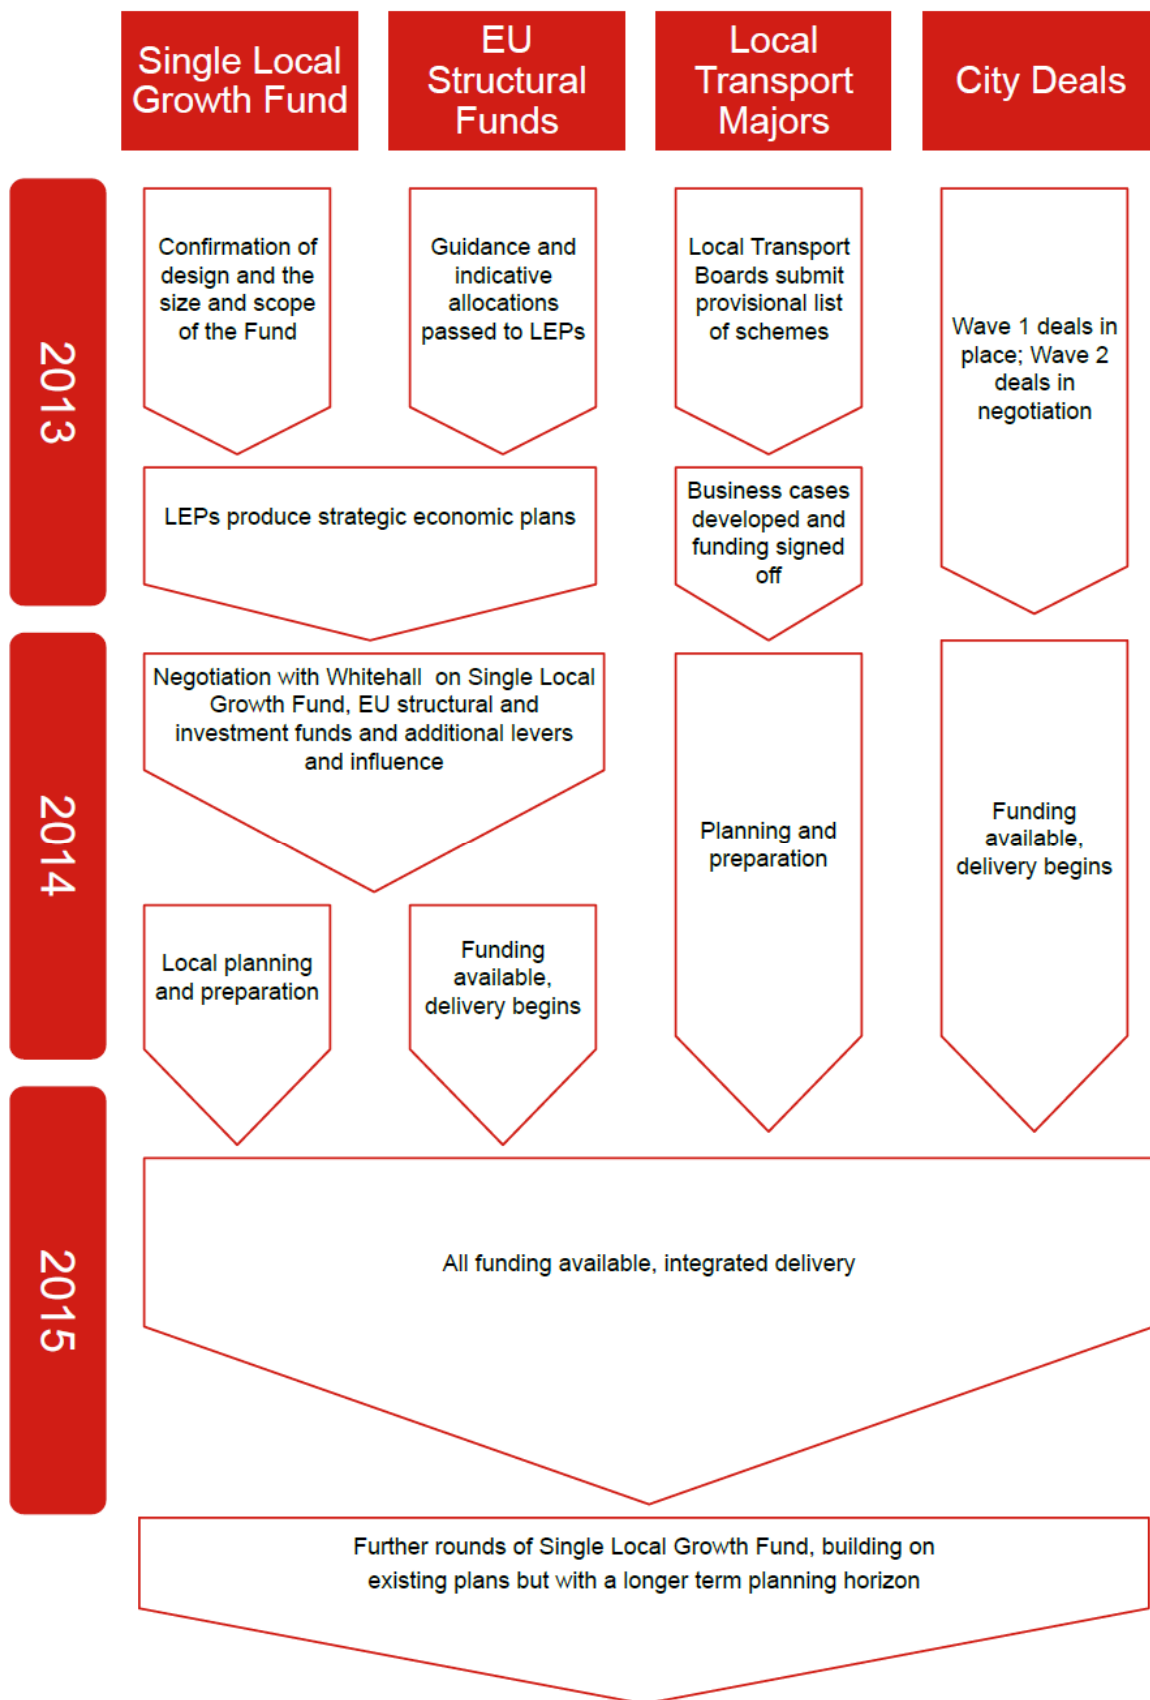 Single Local
Growth Fund
EU
Structural
Funds
Local
Transport
Majors
City Deals
2013
Confirmation of
design and the
size and scope
of the Fund
Guidance and
indicative
allocations
passed to LEPs
Local Transport
Boards submit
provisional list
of schemes
Wave 1 deals in
place; Wave 2
deals in
negotiation
LEPs produce strategic economic plans
Business cases
developed and
funding signed
off
2014
Negotiation with Whitehall on Single Local
Growth Fund, EU structural and
investment funds and additional levers
and influence
Planning and
preparation
Funding
available,
delivery begins
Local planning
and preparation
Funding
available,
delivery begins
2015
All funding available, integrated delivery
Further rounds of Single Local Growth Fund, building on
existing plans but with a longer term planning horizon